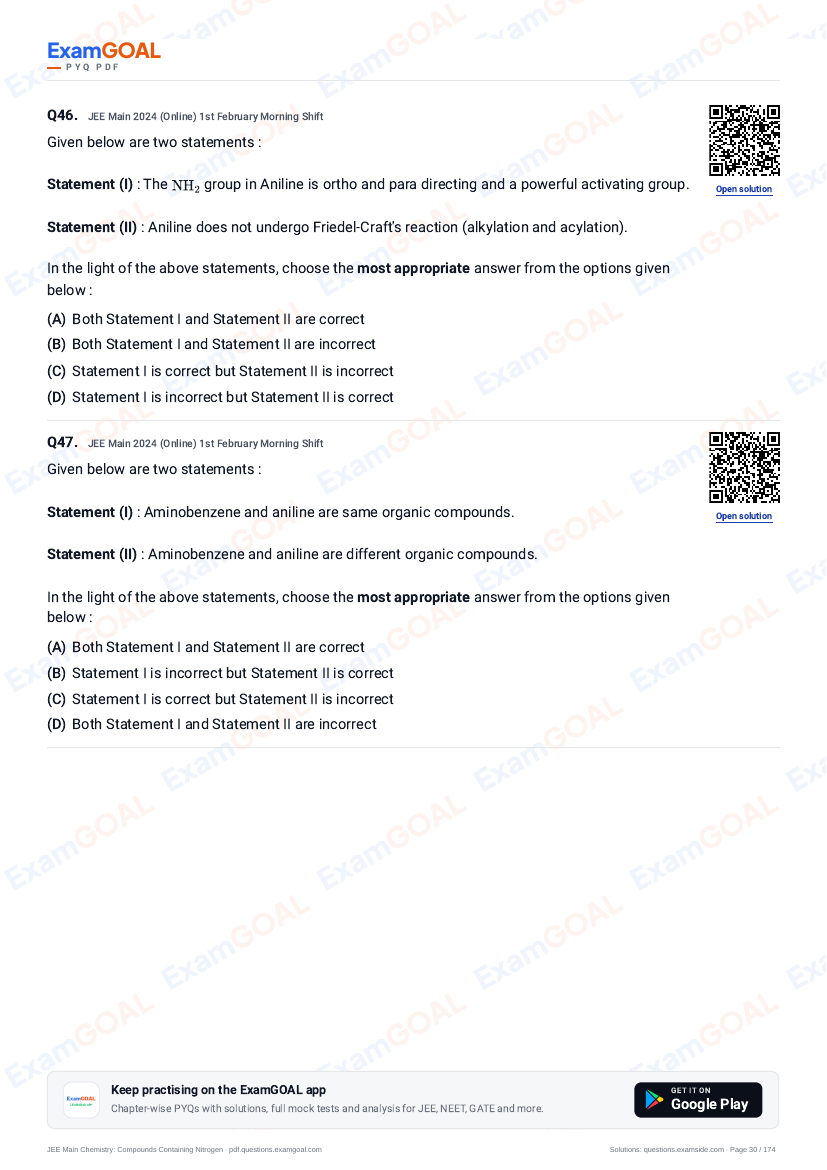 ExamGOAL
PYQ PDF
Q46. JEE Main 2024 (Online) 1st February Morning Shift
Given below are two statements :
Statement (I) : The NH₂ group in Aniline is ortho and para directing and a powerful activating group.
Open solution
Statement (II) : Aniline does not undergo Friedel-Craft's reaction (alkylation and acylation).
In the light of the above statements, choose the most appropriate answer from the options given
below :
(A) Both Statement I and Statement II are correct
(B) Both Statement I and Statement II are incorrect
(C) Statement I is correct but Statement II is incorrect
(D) Statement I is incorrect but Statement II is correct
Q47. JEE Main 2024 (Online) 1st February Morning Shift
Given below are two statements :
Statement (I) : Aminobenzene and aniline are same organic compounds.
Open solution
Statement (II) : Aminobenzene and aniline are different organic compounds.
In the light of the above statements, choose the most appropriate answer from the options given
below :
(A) Both Statement I and Statement II are correct
(B) Statement I is incorrect but Statement II is correct
(C) Statement I is correct but Statement II is incorrect
(D) Both Statement I and Statement II are incorrect
ExamGOAL
Keep practising on the ExamGOAL app
Chapter-wise PYQs with solutions, full mock tests and analysis for JEE, NEET, GATE and more.
GET IT ON
Google Play
JEE Main Chemistry: Compounds Containing Nitrogen · pdf.questions.examgoal.com
Solutions: questions.examside.com · Page 30 / 174